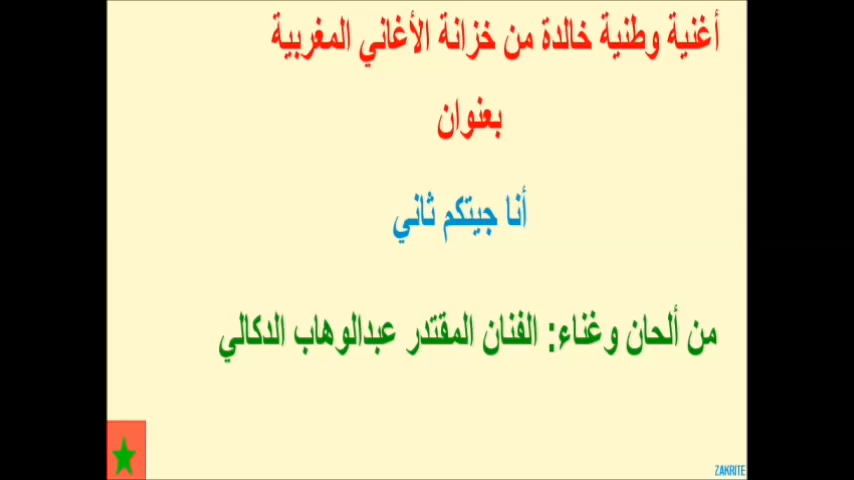 أغنية وطنية خالدة من خزانة الأغاني المغربية
بعنوان
أنا جيتكم ثاني
من ألحان وغناء: الفنان المقتدر عبدالوهاب الدكالي
ZAKRITE